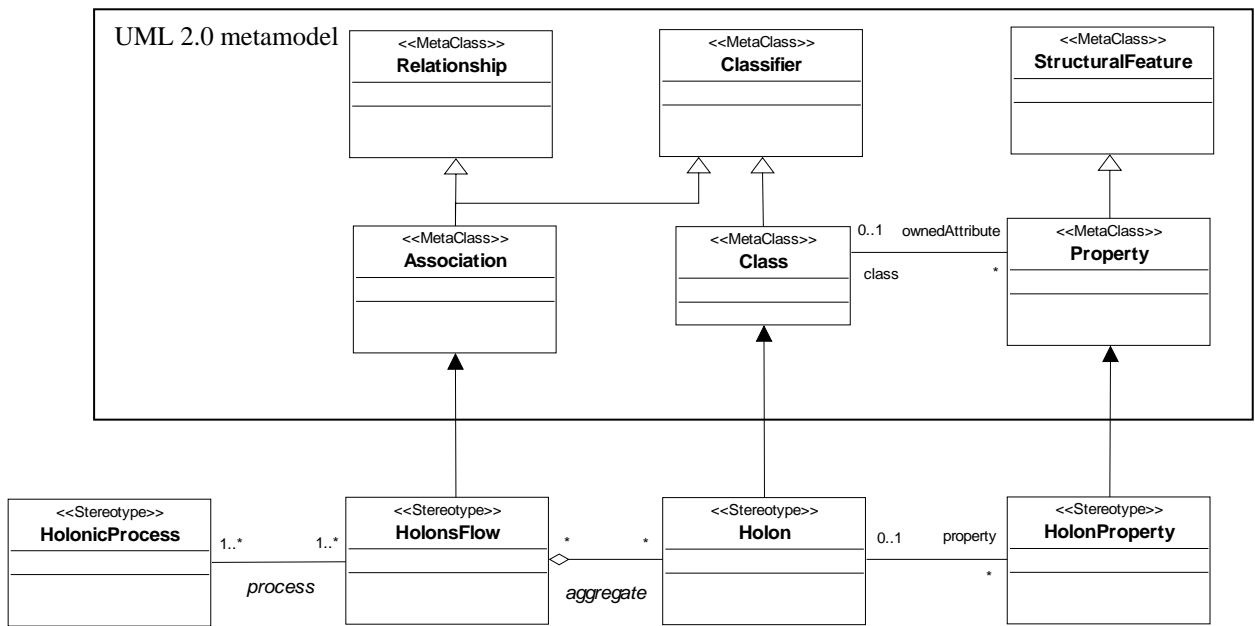 UML 2.0 metamodel
<<MetaClass>>
Relationship
<<MetaClass>>
Classifier
<<MetaClass>>
StructuralFeature
<<MetaClass>>
Association
<<MetaClass>>
Class
0..1 ownedAttribute
class *
<<MetaClass>>
Property
<<Stereotype>>
HolonicProcess
1..* 1..*
process
<<Stereotype>>
HolonsFlow
* *
aggregate
<<Stereotype>>
Holon
0..1 property
*
<<Stereotype>>
HolonProperty